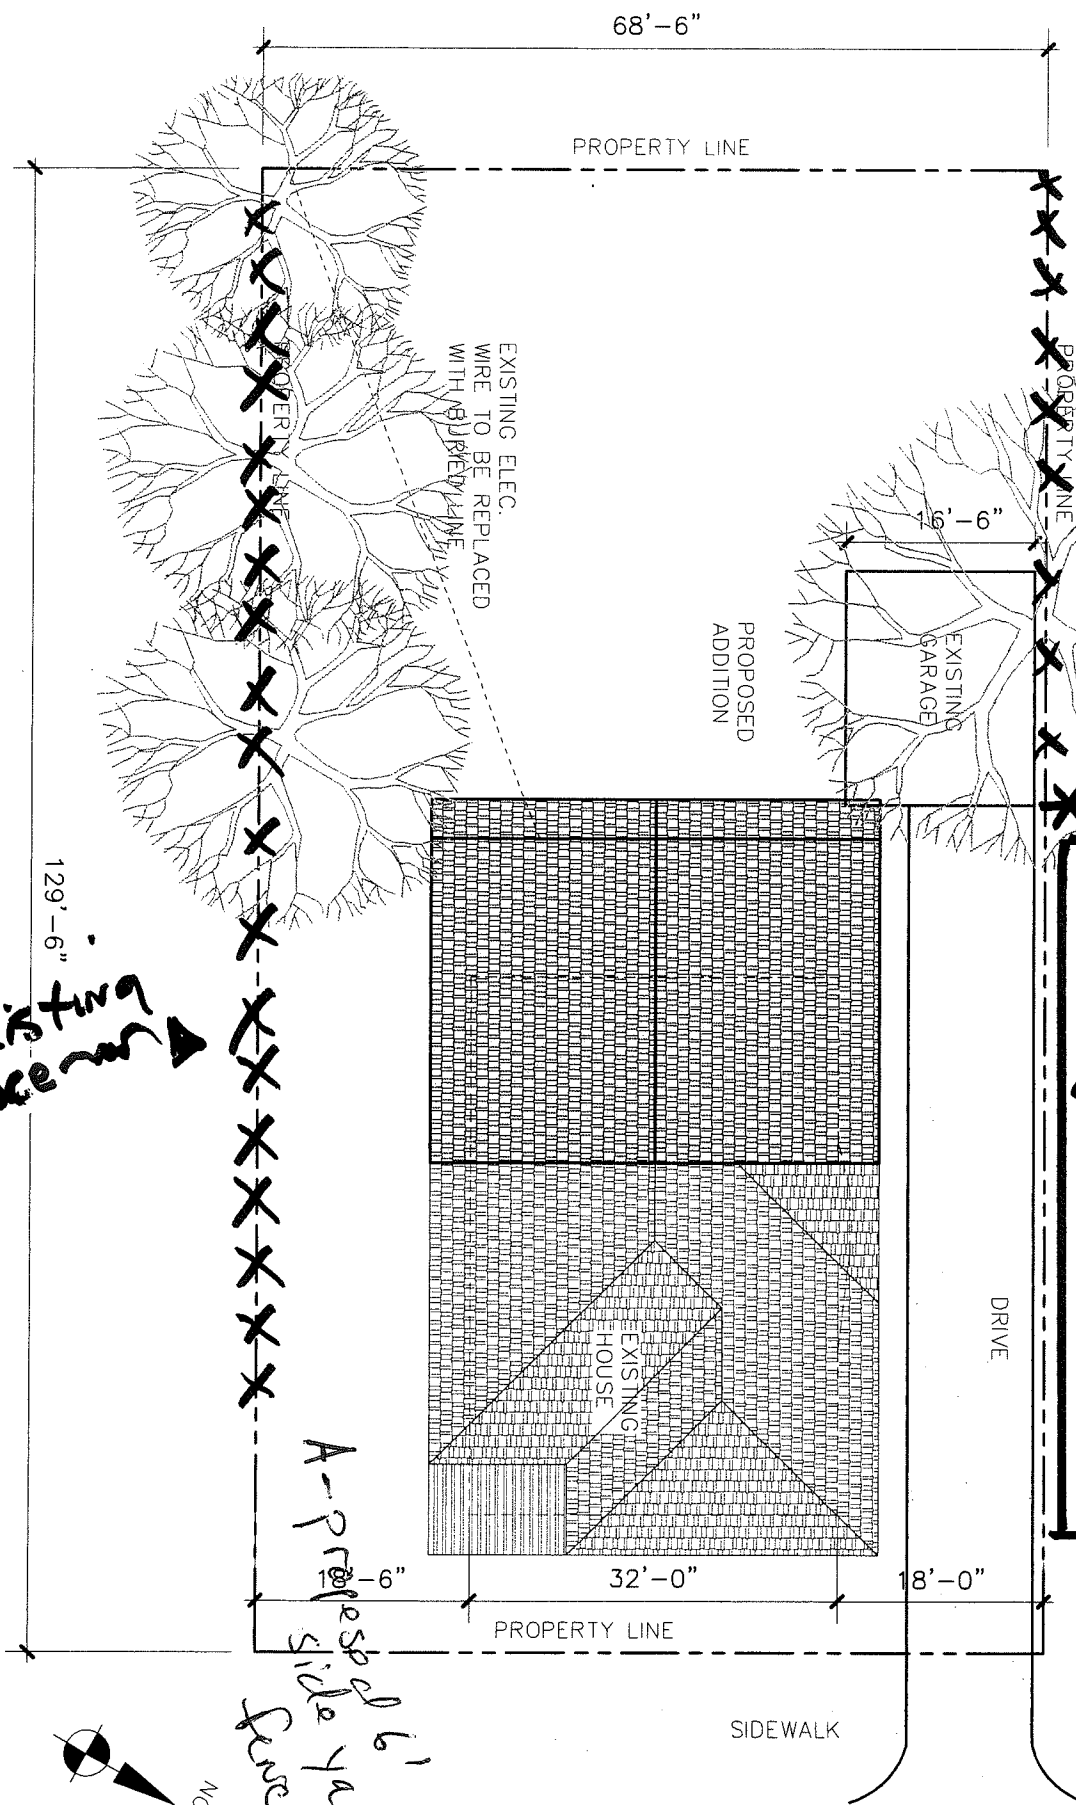 68'-6"
PROPERTY LINE
PROPERTY LINE
EXISTING ELEC.
WIRE TO BE REPLACED
WITH BURIED LINE
PROPERTY LINE
16'-6"
EXISTING
GARAGE
PROPOSED
ADDITION
129'-6"
DRIVE
EXISTING
HOUSE
A-Proposed 6'
side
18'-6"
32'-0"
18'-0"
PROPERTY LINE
SIDEWALK